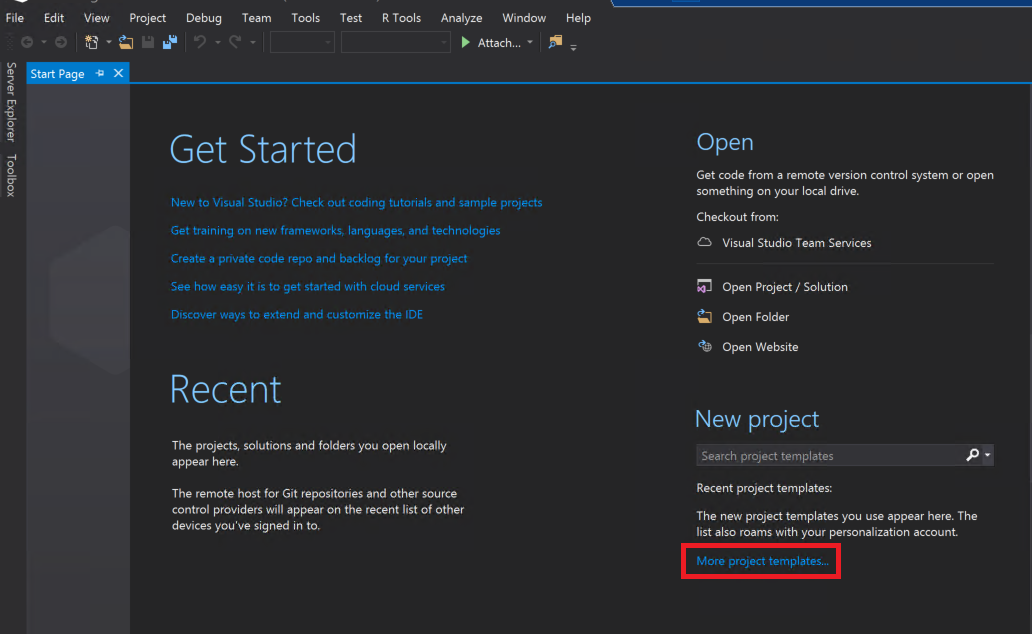 File Edit View Project Debug Team Tools Test R Tools Analyze Window Help
Attach...
Server Explorer
Toolbox
Start Page
Get Started
New to Visual Studio? Check out coding tutorials and sample projects
Get training on new frameworks, languages, and technologies
Create a private code repo and backlog for your project
See how easy it is to get started with cloud services
Discover ways to extend and customize the IDE
Recent
The projects, solutions and folders you open locally
appear here.
The remote host for Git repositories and other source
control providers will appear on the recent list of other
devices you've signed in to.
Open
Get code from a remote version control system or open
something on your local drive.
Checkout from:
Visual Studio Team Services
Open Project / Solution
Open Folder
Open Website
New project
Search project templates
Recent project templates:
The new project templates you use appear here. The
list also roams with your personalization account.
More project templates...